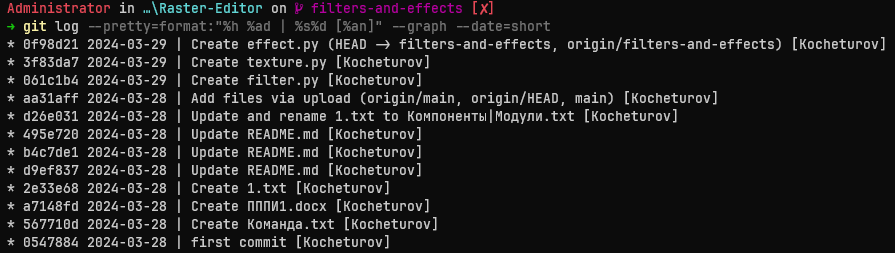 Administrator in …\Raster-Editor on filters-and-effects [✗]
➜ git log --pretty=format:"%h %ad | %s%d [%an]" --graph --date=short
* 0f98d21 2024-03-29 | Create effect.py (HEAD -> filters-and-effects, origin/filters-and-effects) [Kocheturov]
* 3f83da7 2024-03-29 | Create texture.py [Kocheturov]
* 061c1b4 2024-03-29 | Create filter.py [Kocheturov]
* aa31aff 2024-03-28 | Add files via upload (origin/main, origin/HEAD, main) [Kocheturov]
* d26e031 2024-03-28 | Update and rename 1.txt to Компоненты|Модули.txt [Kocheturov]
* 495e720 2024-03-28 | Update README.md [Kocheturov]
* b4c7de1 2024-03-28 | Update README.md [Kocheturov]
* d9ef837 2024-03-28 | Update README.md [Kocheturov]
* 2e33e68 2024-03-28 | Create 1.txt [Kocheturov]
* a7148fd 2024-03-28 | Create ПППИ1.docx [Kocheturov]
* 567710d 2024-03-28 | Create Команда.txt [Kocheturov]
* 0547884 2024-03-28 | first commit [Kocheturov]